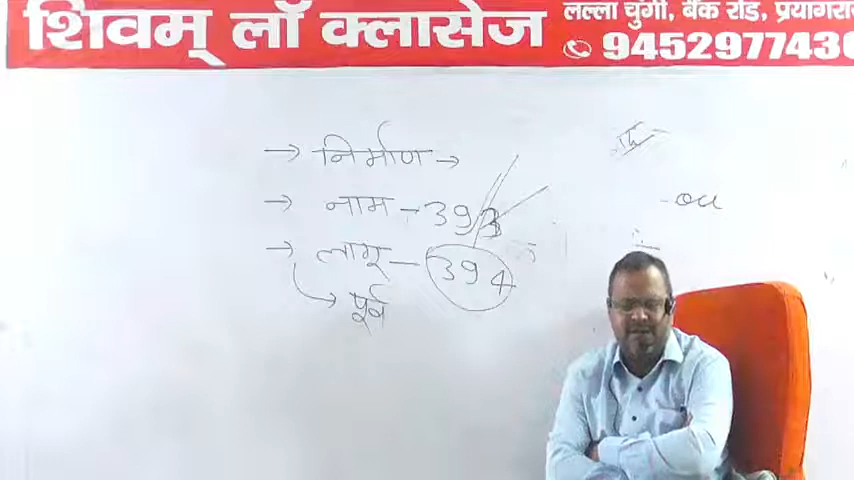 शिवम् लॉ क्लासेज
लल्ला चुंगी, बैंक रोड, प्रयागराज
9452977430
→ निर्माण →
→ नाम - 393
→ लागू - 394
→ पूर्व